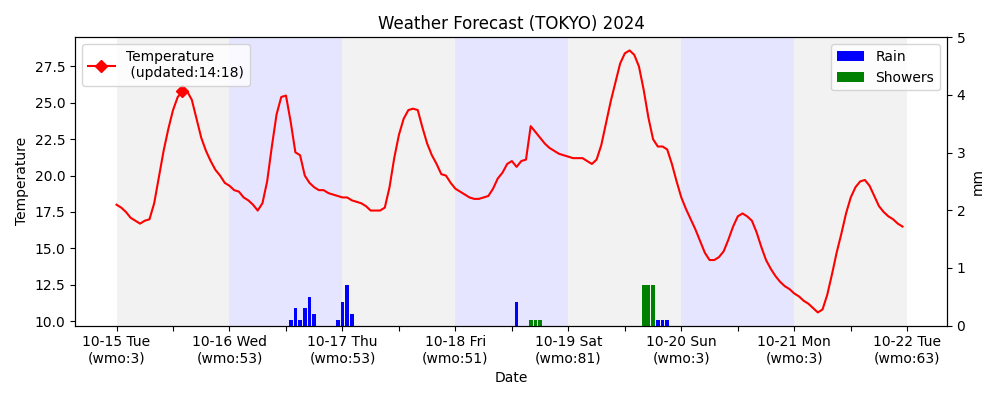 Weather Forecast (TOKYO) 2024
Temperature
(updated:14:18)
Rain
Showers
Temperature
27.5
25.0
22.5
20.0
17.5
15.0
12.5
10.0
5
4
3
2
1
0
mm
10-15 Tue
(wmo:3)
10-16 Wed
(wmo:53)
10-17 Thu
(wmo:53)
10-18 Fri
(wmo:51)
10-19 Sat
(wmo:81)
10-20 Sun
(wmo:3)
10-21 Mon
(wmo:3)
10-22 Tue
(wmo:63)
Date